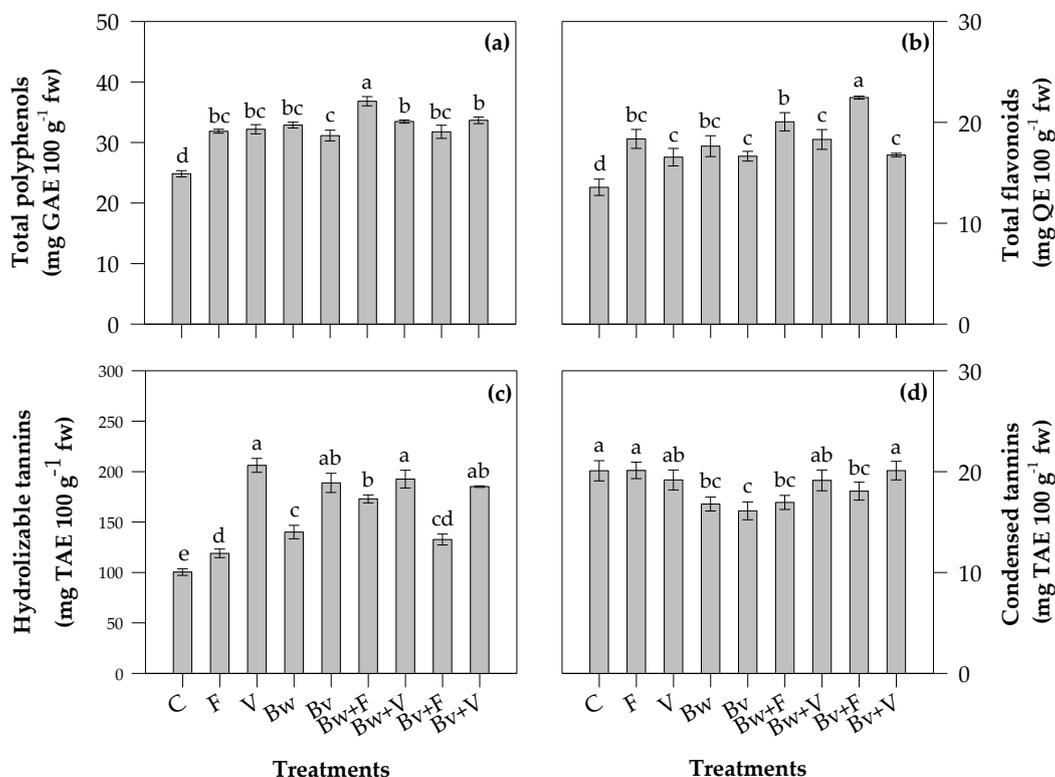 50
40
30
20
10
0
Total polyphenols
(mg GAE 100 g-1 fw)
(a)
d
bc
bc
bc
c
a
b
bc
b
(b)
d
bc
c
bc
c
b
c
a
c
30
20
10
0
Total flavonoids
(mg QE 100 g-1 fw)
300
250
200
150
100
50
0
Hydrolizable tannins
(mg TAE 100 g-1 fw)
(c)
e
d
a
c
ab
b
a
cd
ab
C
F
V
Bw
Bv
Bw+F
Bw+V
Bv+F
Bv+V
Treatments
(d)
a
a
ab
bc
c
bc
ab
bc
a
30
20
10
0
Condensed tannins
(mg TAE 100 g-1 fw)
C
F
V
Bw
Bv
Bw+F
Bw+V
Bv+F
Bv+V
Treatments